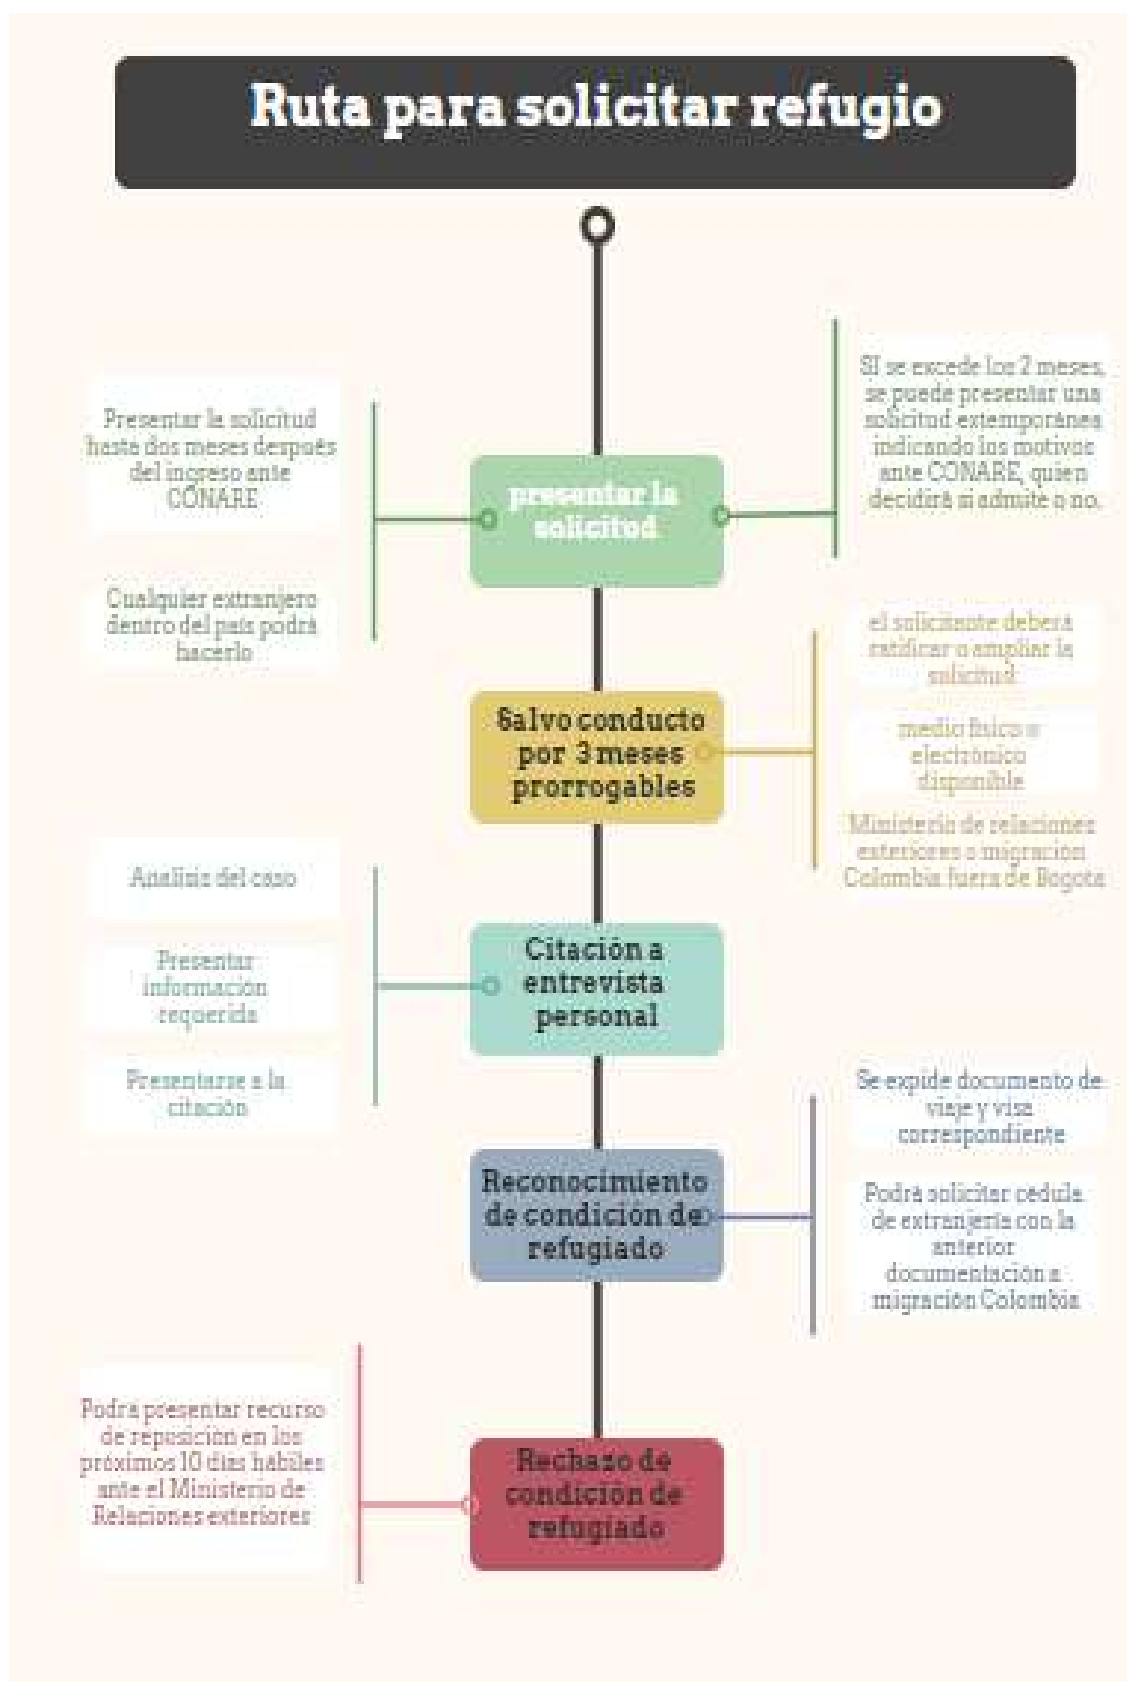 Ruta para solicitar refugio
Presentar la solicitud
hasta dos meses después
del ingreso ante
CONARE
Cualquier extranjero
dentro del país podrá
hacerlo
presentar la
solicitud
SI se excede los 2 meses,
se puede presentar una
solicitud extemporánea
indicando los motivos
ante CONARE, quien
decidirá si admite o no.
Salvo conducto
por 3 meses
prorrogables
el solicitante deberá
ratificar o ampliar la
solicitud
medio físico o
electrónico
disponible
Ministerio de relaciones
exteriores o migración
Colombia fuera de Bogota
Analisis del caso
Presentar
información
requerida
Presentarse a la
citación
Citación a
entrevista
personal
Reconocimiento
de condición de
refugiado
Se expide documento de
viaje y visa
correspondiente
Podrá solicitar cédula
de extranjería con la
anterior
documentación a
migración Colombia
Podrá presentar recurso
de reposición en los
próximos 10 días hábiles
ante el Ministerio de
Relaciones exteriores
Rechazo de
condición de
refugiado